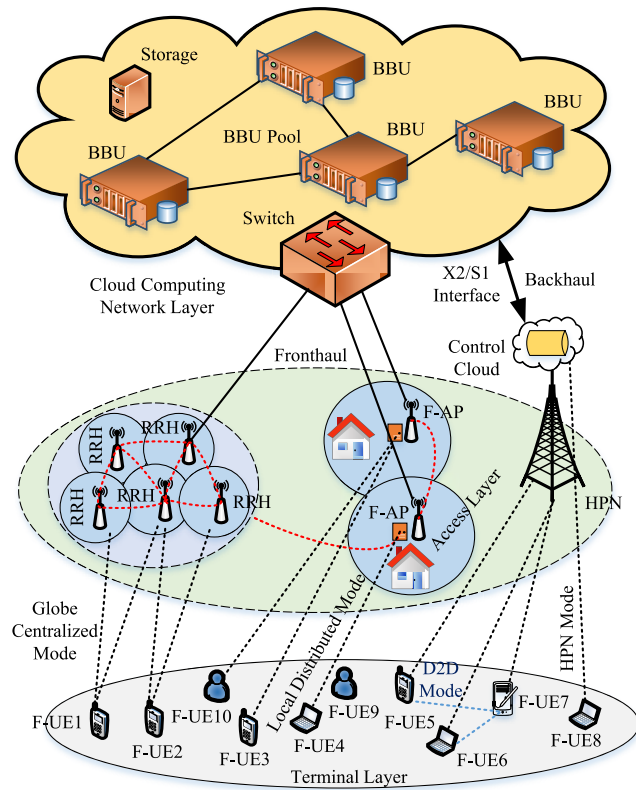 Storage
BBU
BBU
BBU Pool
BBU
BBU
Switch
X2/S1
Interface
Backhaul
Cloud Computing
Network Layer
Control
Cloud
Fronthaul
F-AP
RRH
RRH
RRH
RRH
RRH
F-AP
Access Layer
HPN
Globe
Centralized
Mode
Local Distributed Mode
HPN Mode
D2D
Mode
F-UE1
F-UE2
F-UE10
F-UE3
F-UE4
F-UE9
F-UE5
F-UE6
F-UE7
F-UE8
Terminal Layer